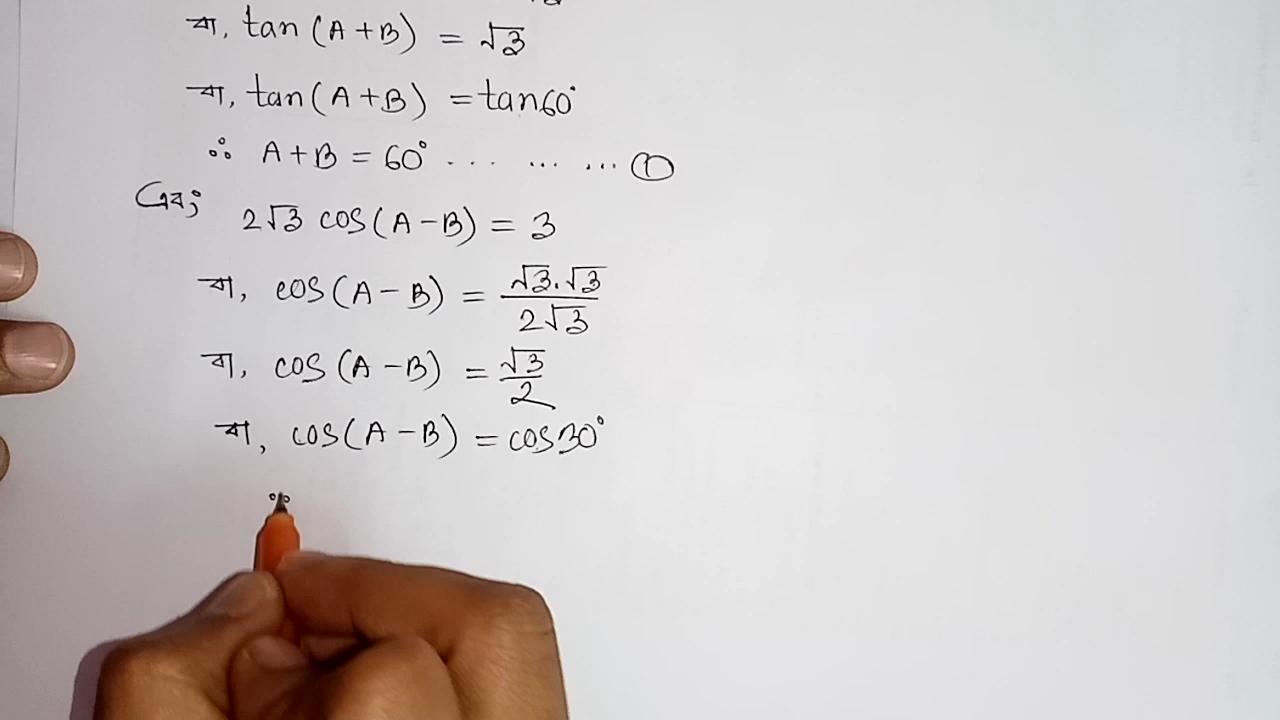 বা, tan (A+B) = √3
বা, tan(A+B) = tan60°
∴ A+B = 60° ... ... ... ①
এবং
2√3 cos(A-B) = 3
বা, cos(A-B) = √3.√3/2√3
বা, cos (A-B) = √3/2
বা, cos(A-B) = cos30°